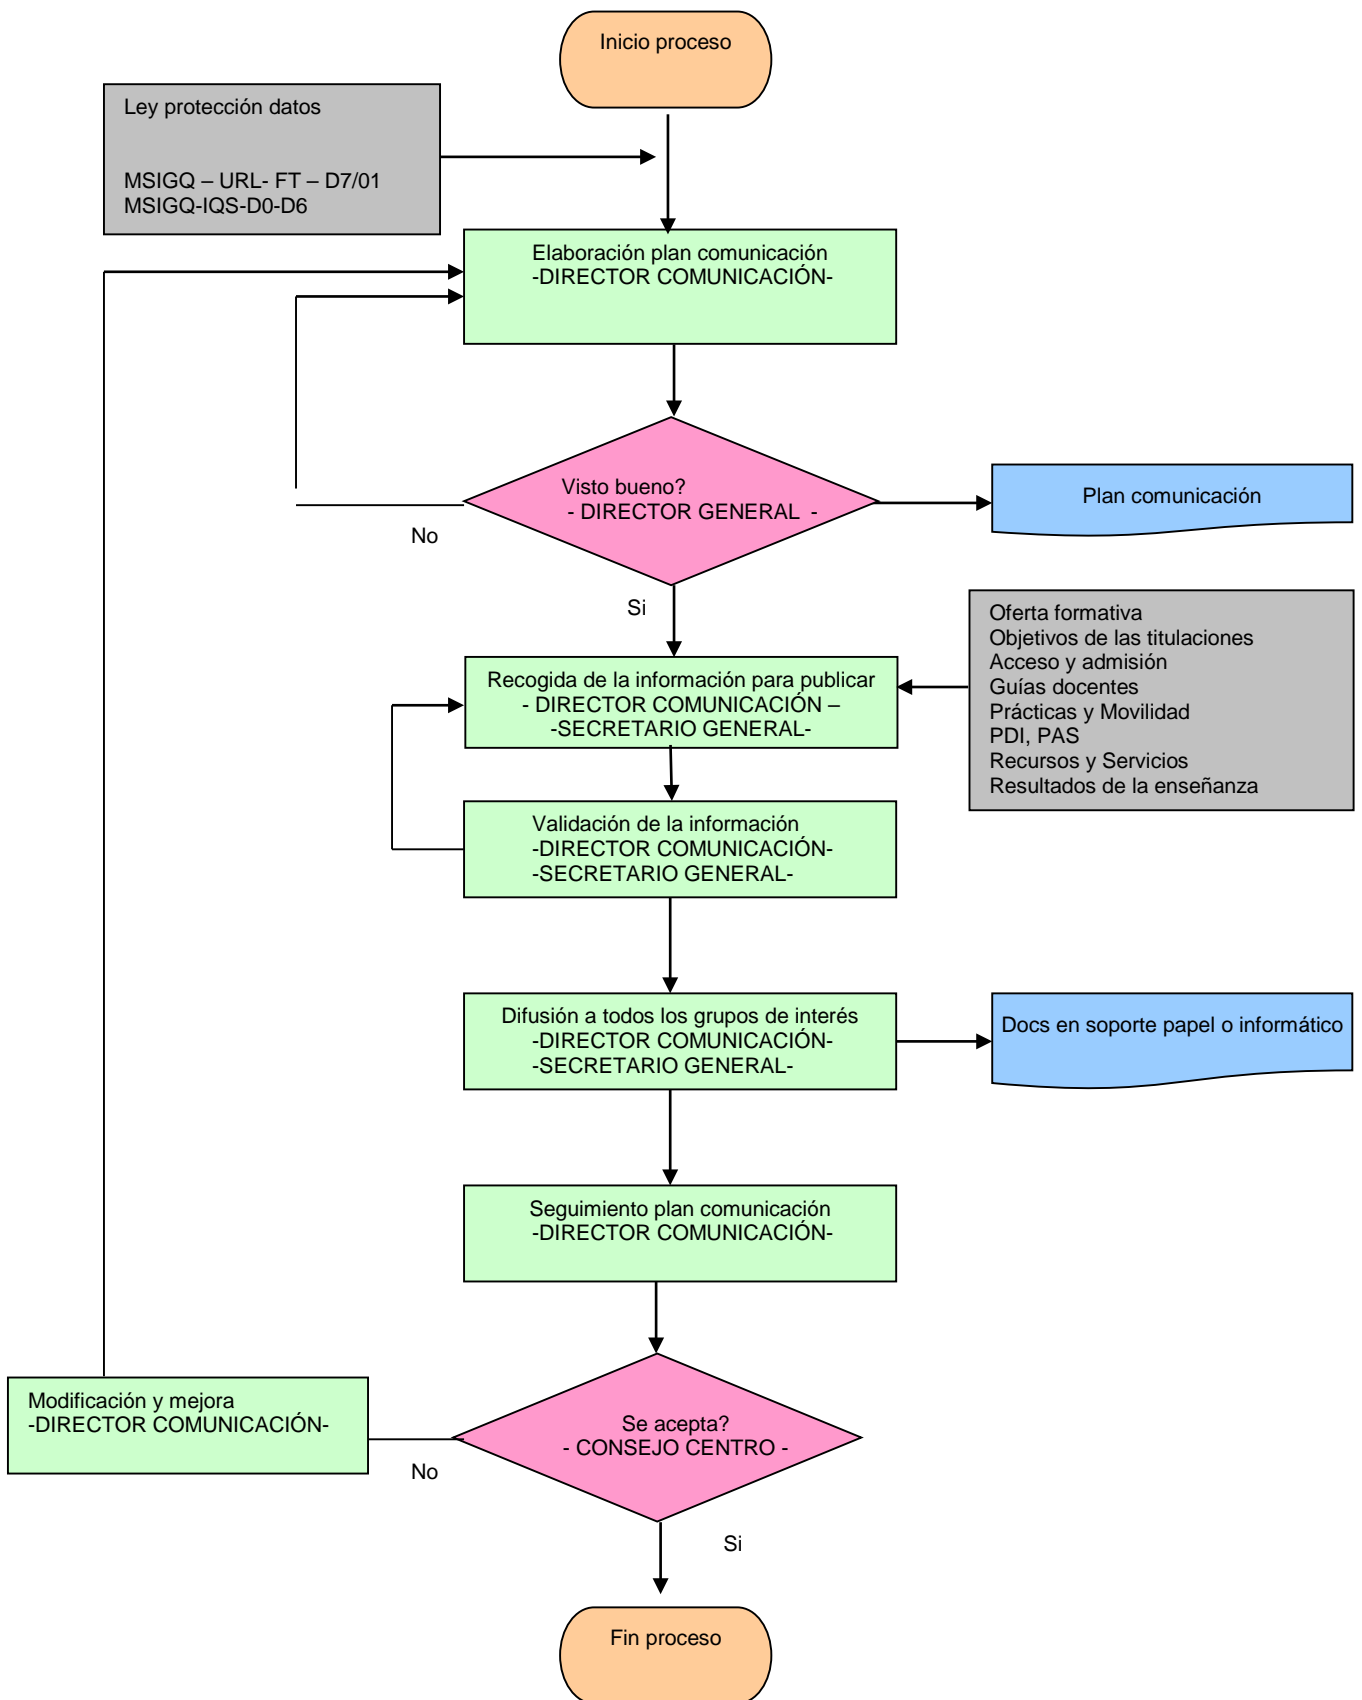 Inicio proceso
Ley protección datos
MSIGQ – URL- FT – D7/01
MSIGQ-IQS-D0-D6
Elaboración plan comunicación
-DIRECTOR COMUNICACIÓN-
Visto bueno?
- DIRECTOR GENERAL -
No
Plan comunicación
Si
Oferta formativa
Objetivos de las titulaciones
Acceso y admisión
Guías docentes
Prácticas y Movilidad
PDI, PAS
Recursos y Servicios
Resultados de la enseñanza
Recogida de la información para publicar
- DIRECTOR COMUNICACIÓN –
-SECRETARIO GENERAL-
Validación de la información
-DIRECTOR COMUNICACIÓN-
-SECRETARIO GENERAL-
Difusión a todos los grupos de interés
-DIRECTOR COMUNICACIÓN-
-SECRETARIO GENERAL-
Docs en soporte papel o informático
Seguimiento plan comunicación
-DIRECTOR COMUNICACIÓN-
Modificación y mejora
-DIRECTOR COMUNICACIÓN-
Se acepta?
- CONSEJO CENTRO -
No
Si
Fin proceso